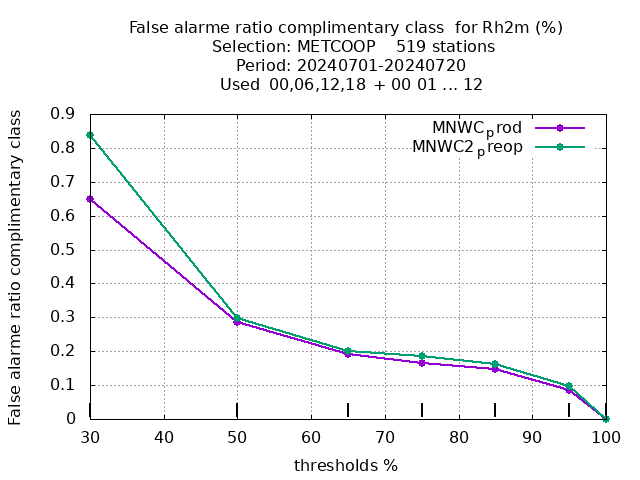 False alarme ratio complimentary class  for Rh2m (%)
Selection: METCOOP    519 stations
Period: 20240701-20240720
Used  00,06,12,18  + 00 01 ... 12
False alarme ratio complimentary class
0.9
0.8
0.7
0.6
0.5
0.4
0.3
0.2
0.1
0
MNWCprod
MNWC2preop
30 40 50 60 70 80 90 100
thresholds %